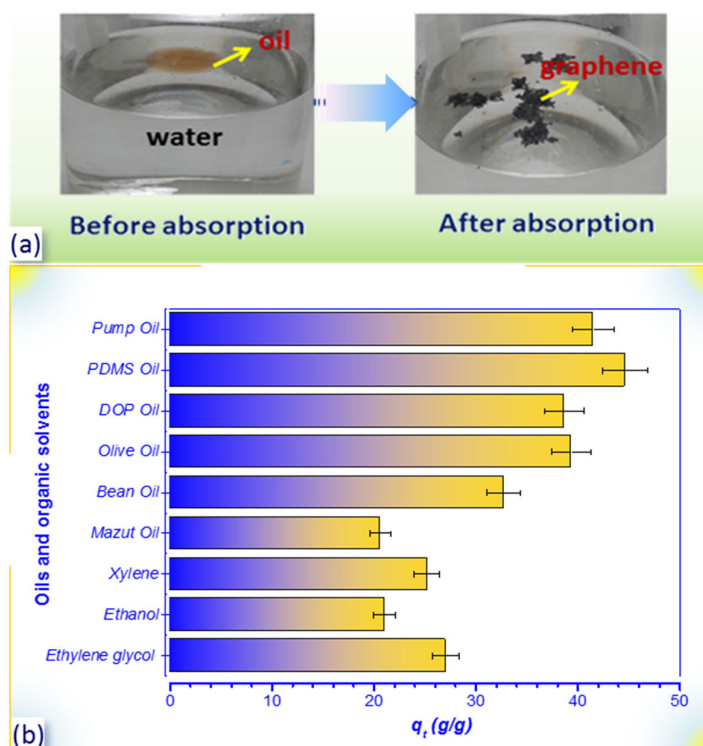 oil
graphene
water
Before absorption
After absorption
(a)
Oils and organic solvents
Pump Oil
PDMS Oil
DOP Oil
Olive Oil
Bean Oil
Mazut Oil
Xylene
Ethanol
Ethylene glycol
0 10 20 30 40 50
qt (g/g)
(b)